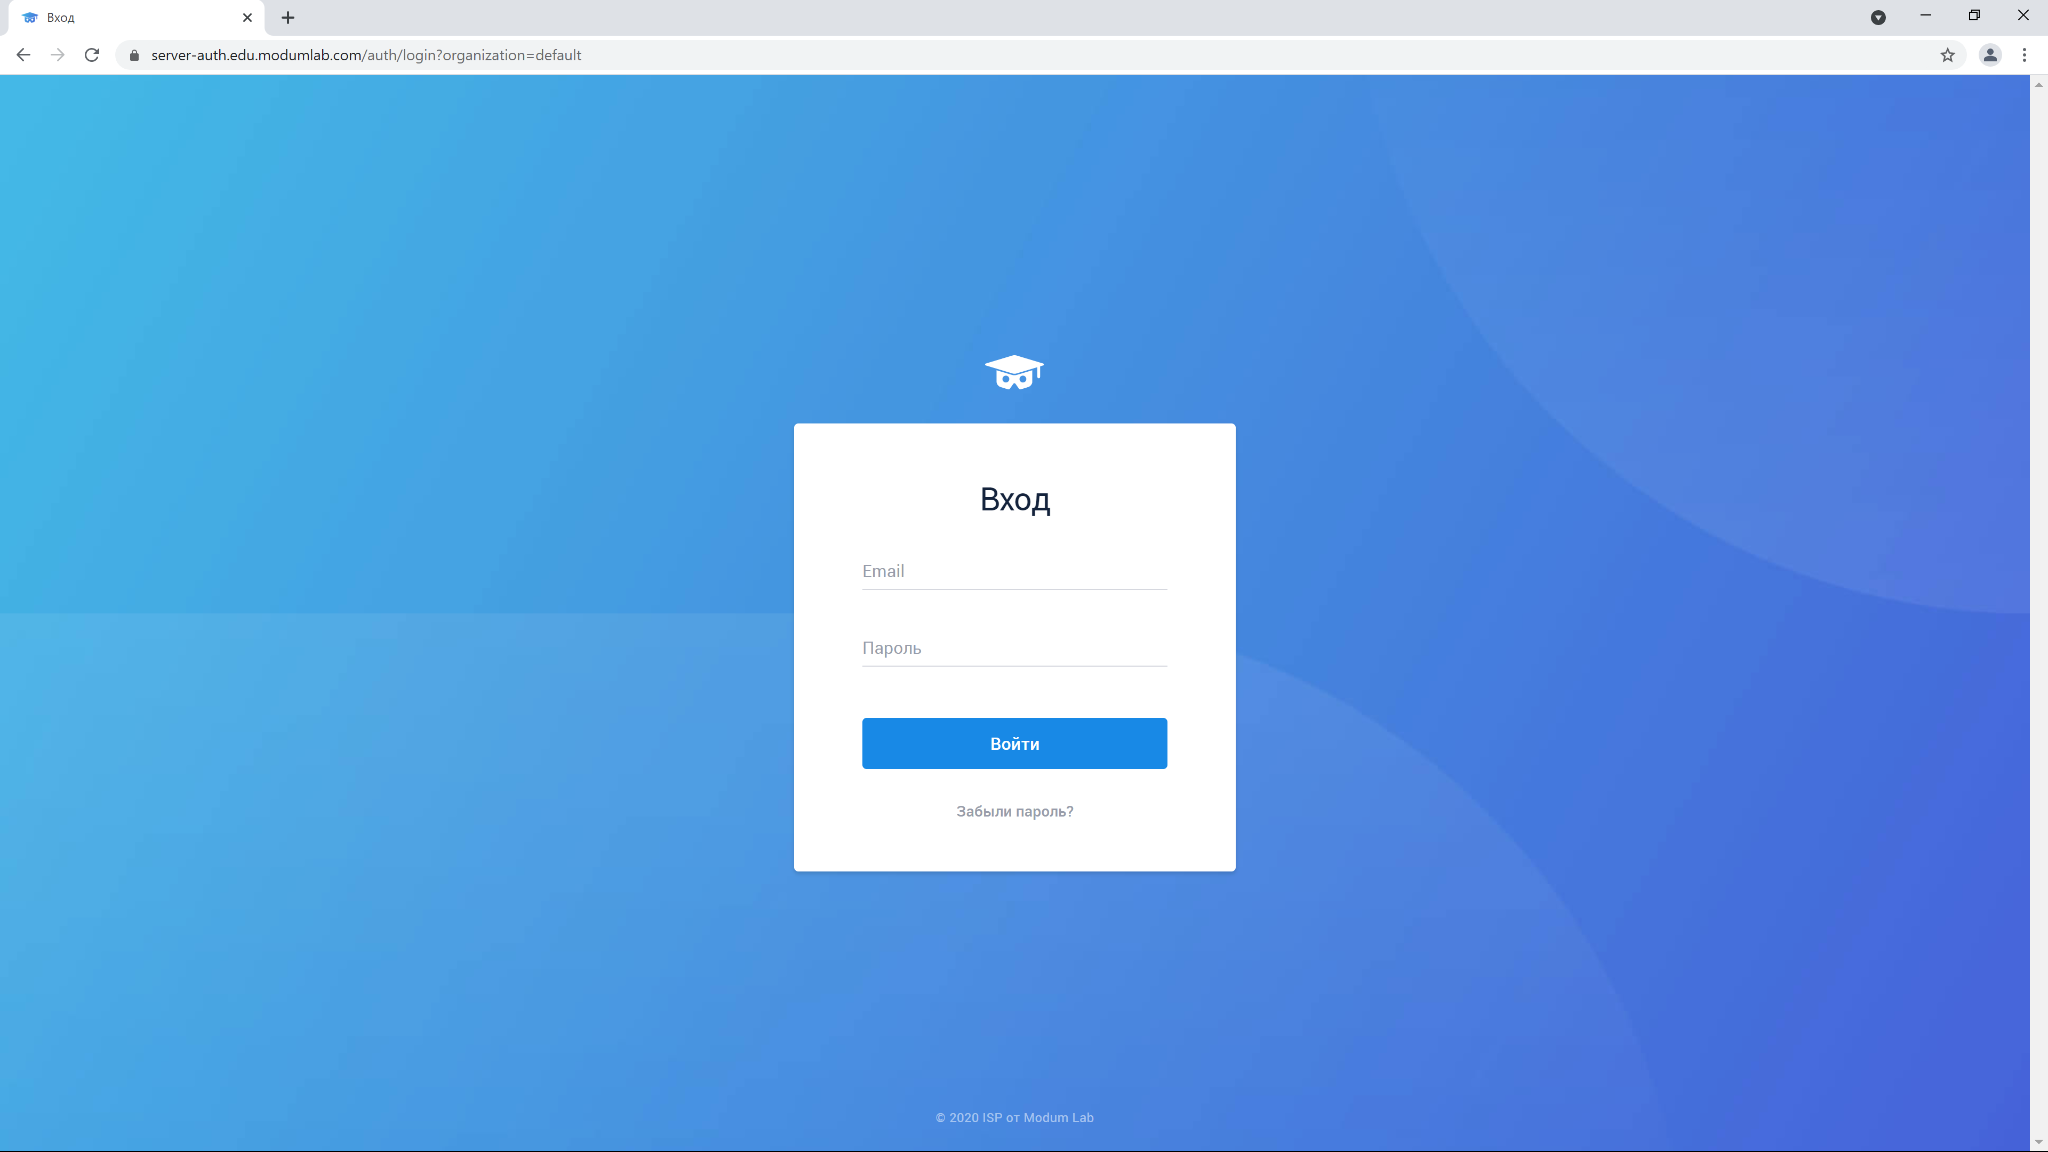 Вход
server-auth.edu.modumlab.com/auth/login?organization=default
Вход
Email
Пароль
Войти
Забыли пароль?
© 2020 ISP от Modum Lab